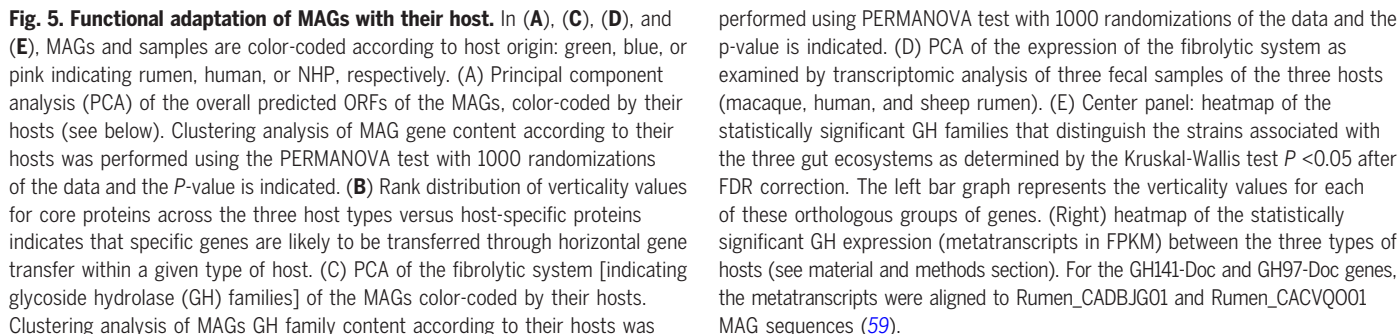 Fig. 5. Functional adaptation of MAGs with their host. In (A), (C), (D), and
(E), MAGs and samples are color-coded according to host origin: green, blue, or
pink indicating rumen, human, or NHP, respectively. (A) Principal component
analysis (PCA) of the overall predicted ORFs of the MAGs, color-coded by their
hosts (see below). Clustering analysis of MAG gene content according to their
hosts was performed using the PERMANOVA test with 1000 randomizations
of the data and the P-value is indicated. (B) Rank distribution of verticality values
for core proteins across the three host types versus host-specific proteins
indicates that specific genes are likely to be transferred through horizontal gene
transfer within a given type of host. (C) PCA of the fibrolytic system [indicating
glycoside hydrolase (GH) families] of the MAGs color-coded by their hosts.
Clustering analysis of MAGs GH family content according to their hosts was
performed using PERMANOVA test with 1000 randomizations of the data and the
p-value is indicated. (D) PCA of the expression of the fibrolytic system as
examined by transcriptomic analysis of three fecal samples of the three hosts
(macaque, human, and sheep rumen). (E) Center panel: heatmap of the
statistically significant GH families that distinguish the strains associated with
the three gut ecosystems as determined by the Kruskal-Wallis test P <0.05 after
FDR correction. The left bar graph represents the verticality values for each
of these orthologous groups of genes. (Right) heatmap of the statistically
significant GH expression (metatranscripts in FPKM) between the three types of
hosts (see material and methods section). For the GH141-Doc and GH97-Doc genes,
the metatranscripts were aligned to Rumen_CADBJG01 and Rumen_CACVQO01
MAG sequences (59).